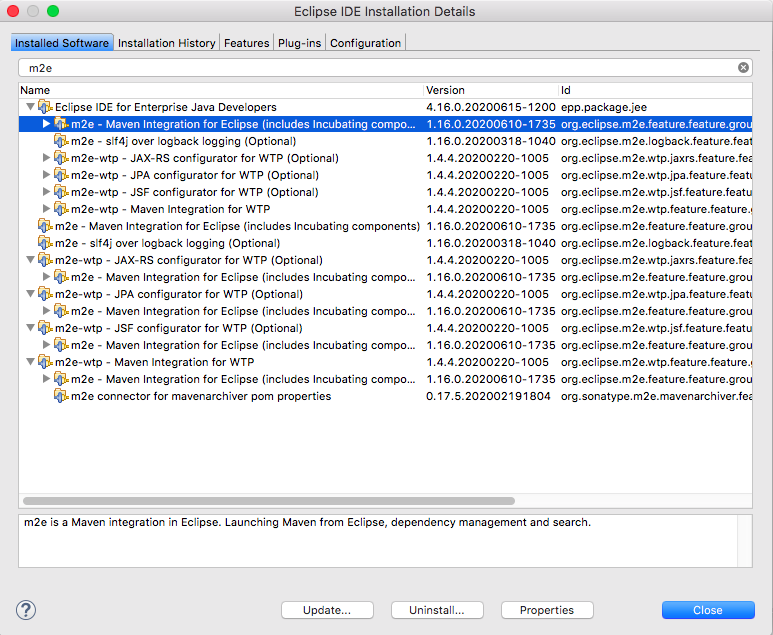 Eclipse IDE Installation Details
Installed Software Installation History Features Plug-ins Configuration
m2e
Name Version Id
Eclipse IDE for Enterprise Java Developers 4.16.0.20200615-1200 epp.package.jee
m2e - Maven Integration for Eclipse (includes Incubating compo... 1.16.0.20200610-1735 org.eclipse.m2e.feature.feature.grou
m2e - slf4j over logback logging (Optional) 1.16.0.20200318-1040 org.eclipse.m2e.logback.feature.feat
m2e-wtp - JAX-RS configurator for WTP (Optional) 1.4.4.20200220-1005 org.eclipse.m2e.wtp.jaxrs.feature.fea
m2e-wtp - JPA configurator for WTP (Optional) 1.4.4.20200220-1005 org.eclipse.m2e.wtp.jpa.feature.featu
m2e-wtp - JSF configurator for WTP (Optional) 1.4.4.20200220-1005 org.eclipse.m2e.wtp.jsf.feature.featu
m2e-wtp - Maven Integration for WTP 1.4.4.20200220-1005 org.eclipse.m2e.wtp.feature.feature.g
m2e - Maven Integration for Eclipse (includes Incubating components) 1.16.0.20200610-1735 org.eclipse.m2e.feature.feature.grou
m2e - slf4j over logback logging (Optional) 1.16.0.20200318-1040 org.eclipse.m2e.logback.feature.feat
m2e-wtp - JAX-RS configurator for WTP (Optional) 1.4.4.20200220-1005 org.eclipse.m2e.wtp.jaxrs.feature.fea
m2e - Maven Integration for Eclipse (includes Incubating compo... 1.16.0.20200610-1735 org.eclipse.m2e.feature.feature.grou
m2e-wtp - JPA configurator for WTP (Optional) 1.4.4.20200220-1005 org.eclipse.m2e.wtp.jpa.feature.featu
m2e - Maven Integration for Eclipse (includes Incubating compo... 1.16.0.20200610-1735 org.eclipse.m2e.feature.feature.grou
m2e-wtp - JSF configurator for WTP (Optional) 1.4.4.20200220-1005 org.eclipse.m2e.wtp.jsf.feature.featu
m2e - Maven Integration for Eclipse (includes Incubating compo... 1.16.0.20200610-1735 org.eclipse.m2e.feature.feature.grou
m2e-wtp - Maven Integration for WTP 1.4.4.20200220-1005 org.eclipse.m2e.wtp.feature.feature.g
m2e - Maven Integration for Eclipse (includes Incubating compo... 1.16.0.20200610-1735 org.eclipse.m2e.feature.feature.grou
m2e connector for mavenarchiver pom properties 0.17.5.202002191804 org.sonatype.m2e.mavenarchiver.fea
m2e is a Maven integration in Eclipse. Launching Maven from Eclipse, dependency management and search.
? Update... Uninstall... Properties Close